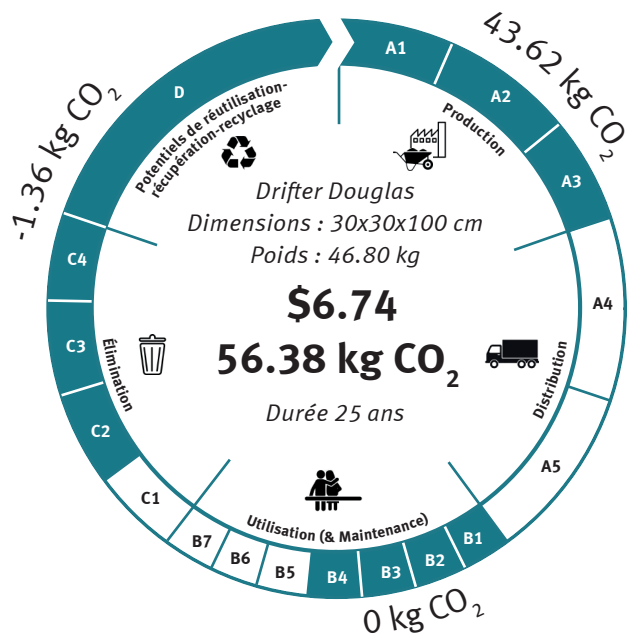 43.62 kg CO2
A1
A2
A3
A4
A5
B1
B2
B3
B4
B5
B6
B7
C1
C2
C3
C4
D
-1.36 kg CO2
Potentiels de réutilisation-
récupération-recyclage
Production
Drifter Douglas
Dimensions : 30x30x100 cm
Poids : 46.80 kg
$6.74
56.38 kg CO2
Durée 25 ans
Élimination
Distribution
Utilisation (& Maintenance)
0 kg CO2